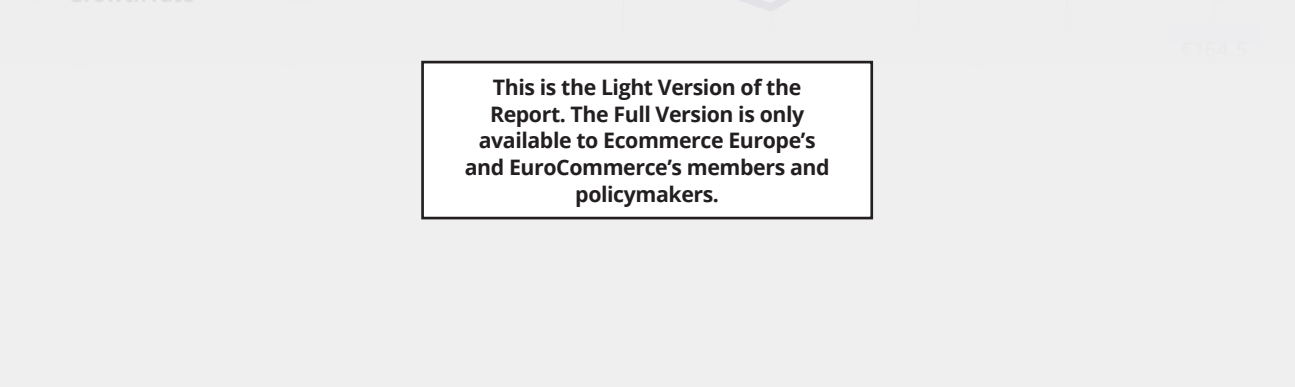 This is the Light Version of the
Report. The Full Version is only
available to Ecommerce Europe’s
and EuroCommerce’s members and
policymakers.